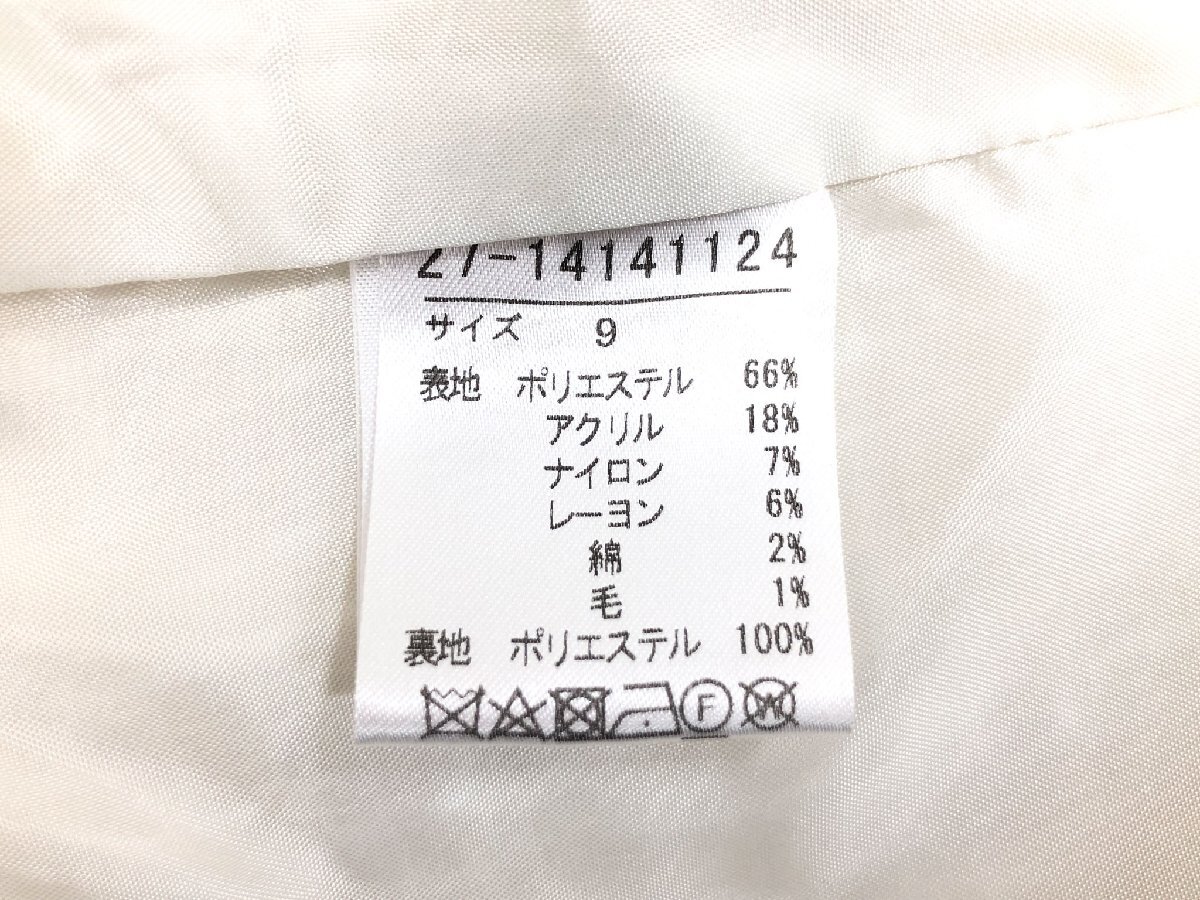 27-14141124
サイズ 9
表地 ポリエステル 66%
アクリル 18%
ナイロン 7%
レーヨン 6%
綿 2%
毛 1%
裏地 ポリエステル 100%
F W